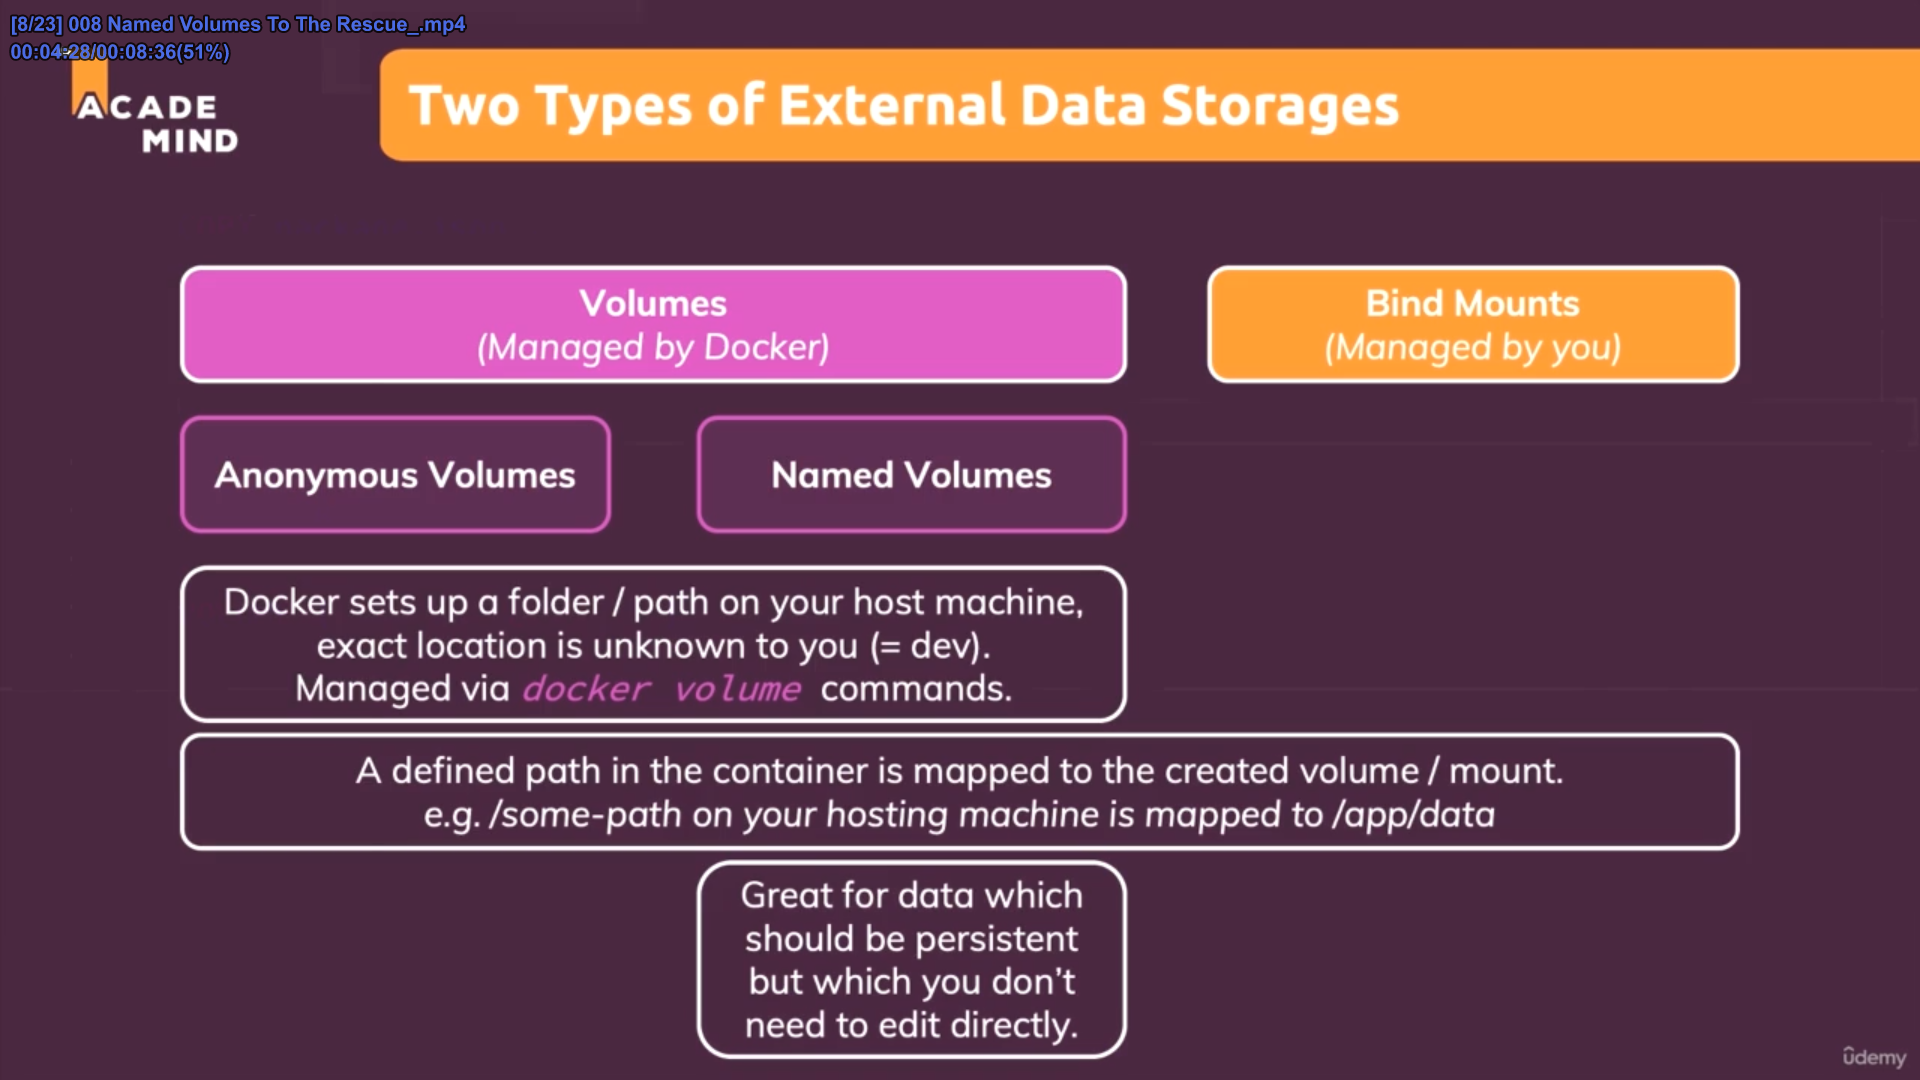 [8/23] 008 Named Volumes To The Rescue_.mp4
00:04:28/00:08:36(51%)
ACADE
MIND
Two Types of External Data Storages
Volumes
(Managed by Docker)
Bind Mounts
(Managed by you)
Anonymous Volumes
Named Volumes
Docker sets up a folder / path on your host machine,
exact location is unknown to you (= dev).
Managed via docker volume commands.
A defined path in the container is mapped to the created volume / mount.
e.g. /some-path on your hosting machine is mapped to /app/data
Great for data which
should be persistent
but which you don't
need to edit directly.
ûdemy